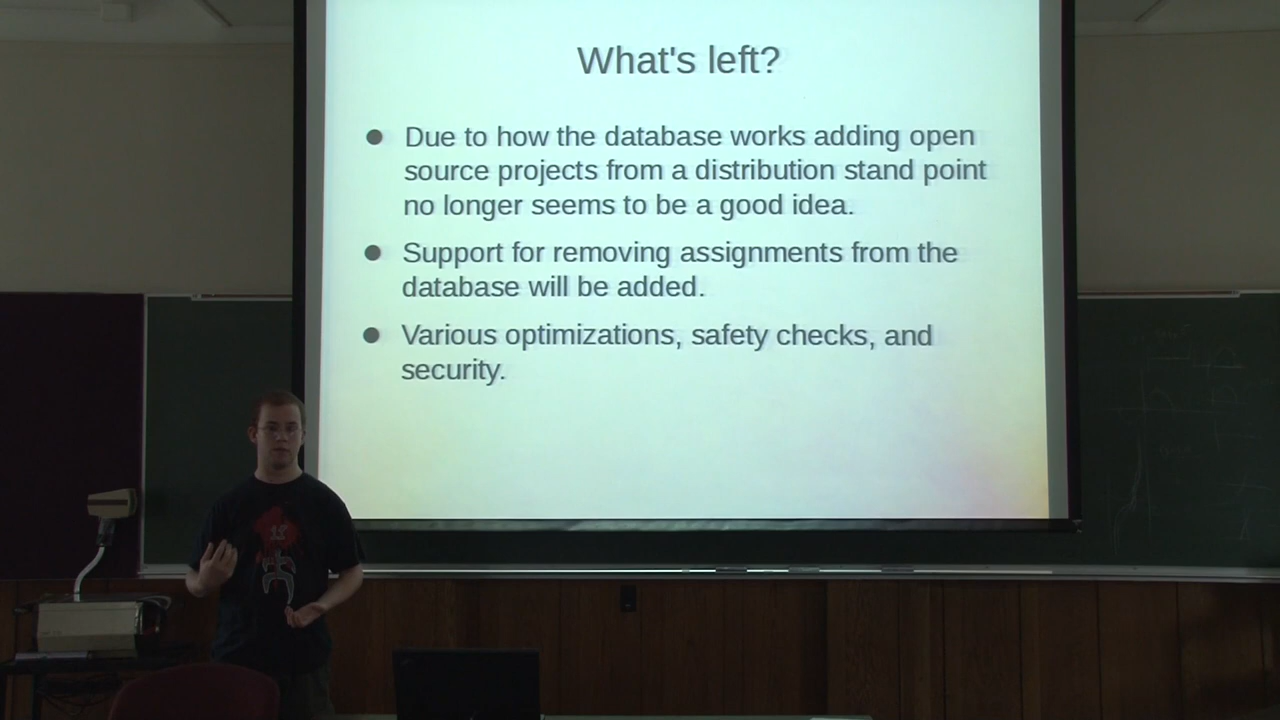 What's left?
Due to how the database works adding open
source projects from a distribution stand point
no longer seems to be a good idea.
Support for removing assignments from the
database will be added.
Various optimizations, safety checks, and
security.